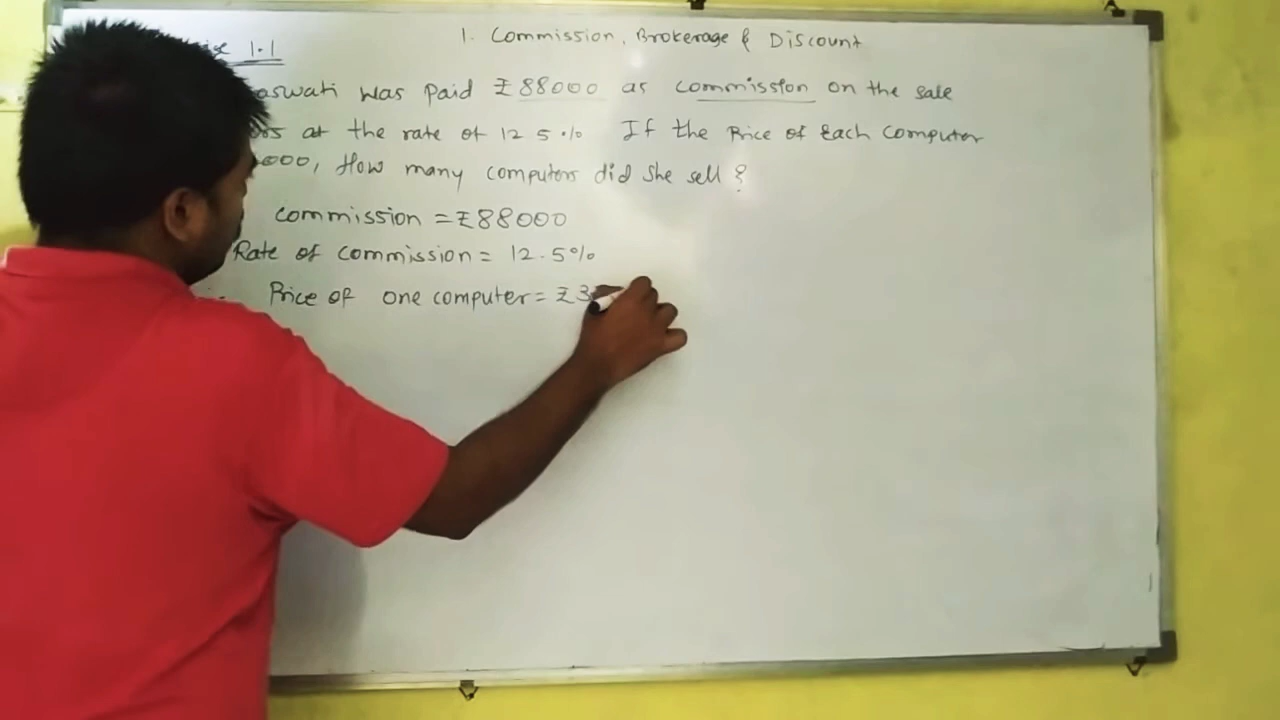 1. Commission, Brokerage & Discount
1.1
was paid ₹88000 as commission on the sale
at the rate of 12.5% If the Price of Each computer
000, How many computers did she sell?
commission = ₹88000
Rate of commission = 12.5%
Price of one computer = ₹3